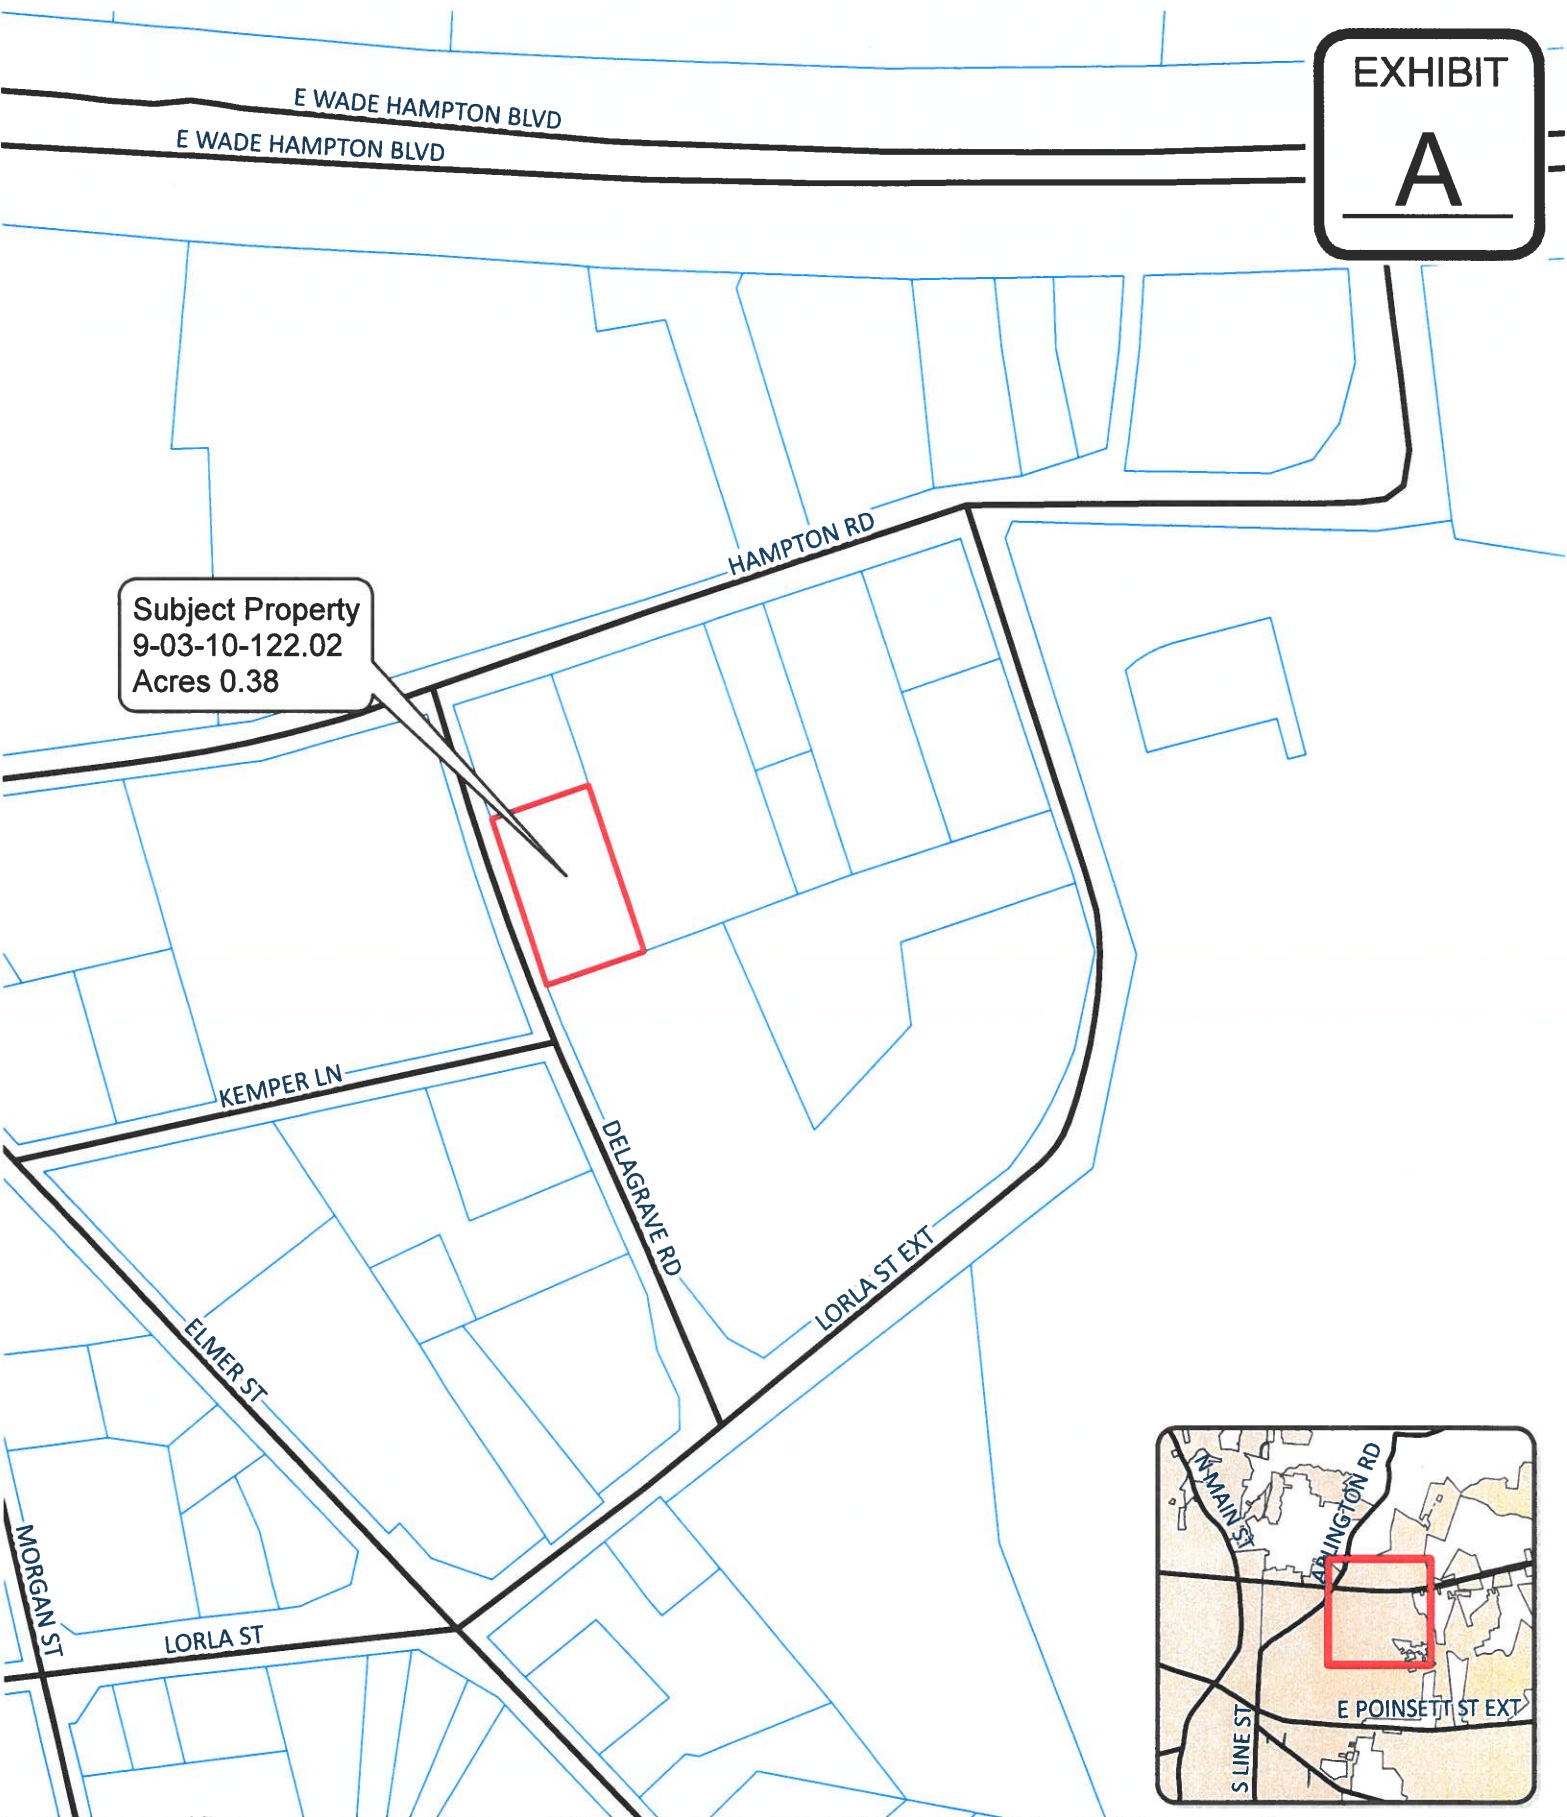 EXHIBIT
A
E WADE HAMPTON BLVD
E WADE HAMPTON BLVD
HAMPTON RD
Subject Property
9-03-10-122.02
Acres 0.38
KEMPER LN
DELAGRAVE RD
LORLA ST EXT
ELMER ST
MORGAN ST
LORLA ST
N MAIN ST
ARLINGTON RD
E POINSETT ST EXT
S LINE ST